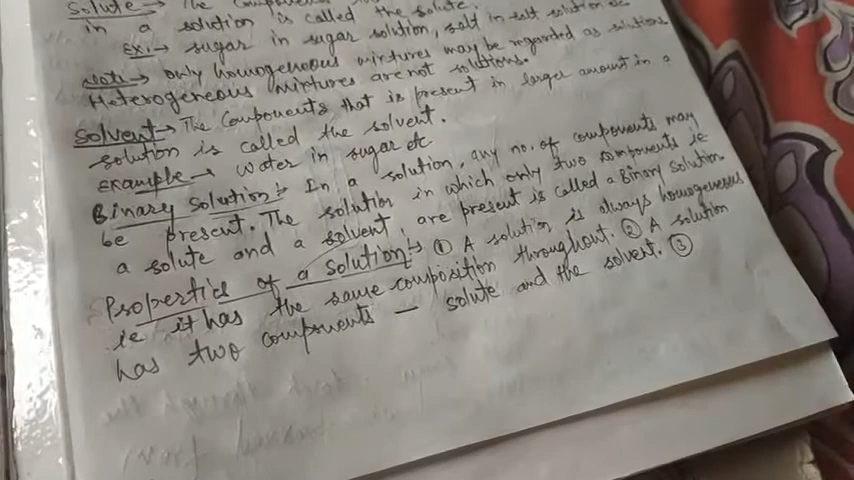 Solute → The Component
in a solution is called the solute.
Ex:→ Sugar in sugar solution, salt in salt solution etc
Note → Only homogeneous mixtures may be regarded as solutions.
Heterogeneous mixtures are not solutions.
Solvent → The Components that is present in larger amount in a
solution is called the solvent.
Example → Water in sugar etc
Binary Solution :- In a solution, any no. of components may
be present. The solution in which only two components ie
a solute and a solvent, are present is called a Binary Solution.
Properties of a solution :- ① A solution is always homogeneous
ie it has the same composition throughout. ② A solution
has two components — solute and the solvent. ③